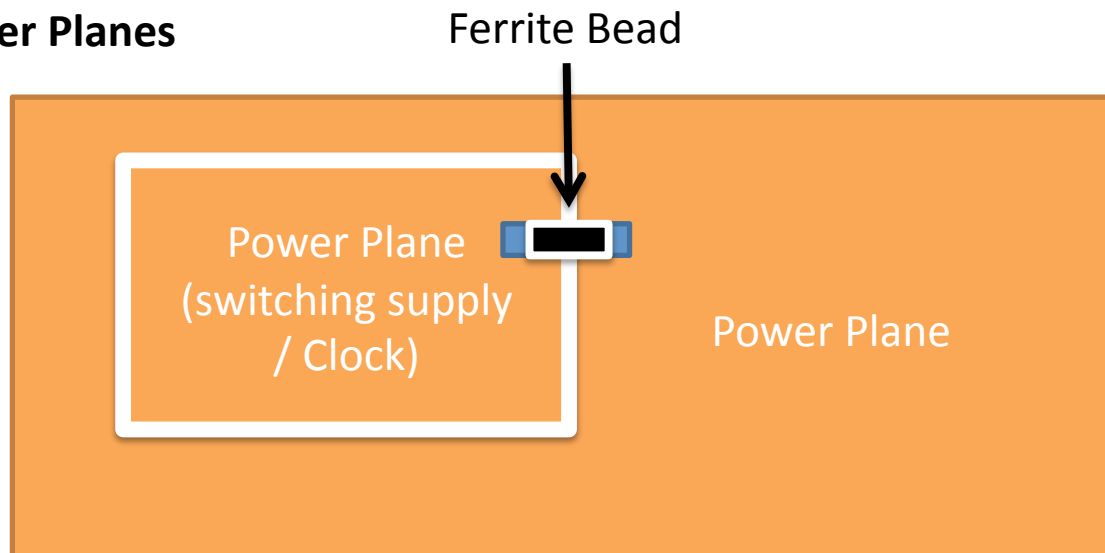 er Planes
Ferrite Bead
Power Plane
(switching supply
/ Clock)
Power Plane